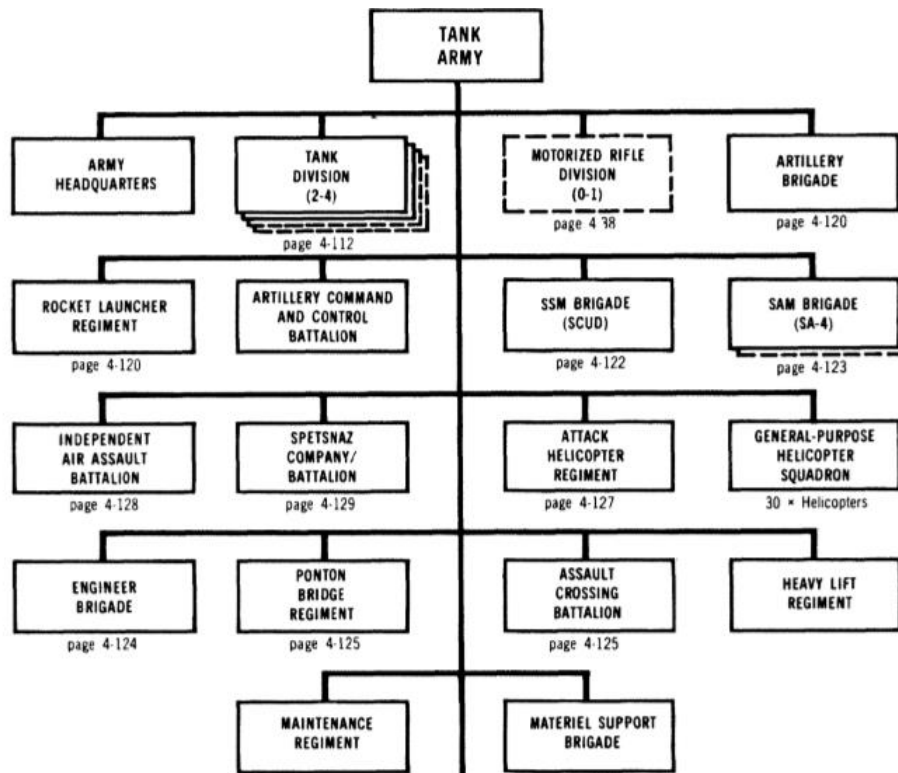 TANK
ARMY
ARMY
HEADQUARTERS
TANK
DIVISION
(2-4)
page 4-112
MOTORIZED RIFLE
DIVISION
(0-1)
page 4-38
ARTILLERY
BRIGADE
page 4-120
ROCKET LAUNCHER
REGIMENT
page 4-120
ARTILLERY COMMAND
AND CONTROL
BATTALION
SSM BRIGADE
(SCUD)
page 4-122
SAM BRIGADE
(SA-4)
page 4-123
INDEPENDENT
AIR ASSAULT
BATTALION
page 4-128
SPETSNAZ
COMPANY/
BATTALION
page 4-129
ATTACK
HELICOPTER
REGIMENT
page 4-127
GENERAL-PURPOSE
HELICOPTER
SQUADRON
30 × Helicopters
ENGINEER
BRIGADE
page 4-124
PONTON
BRIDGE
REGIMENT
page 4-125
ASSAULT
CROSSING
BATTALION
page 4-125
HEAVY LIFT
REGIMENT
MAINTENANCE
REGIMENT
MATERIEL SUPPORT
BRIGADE